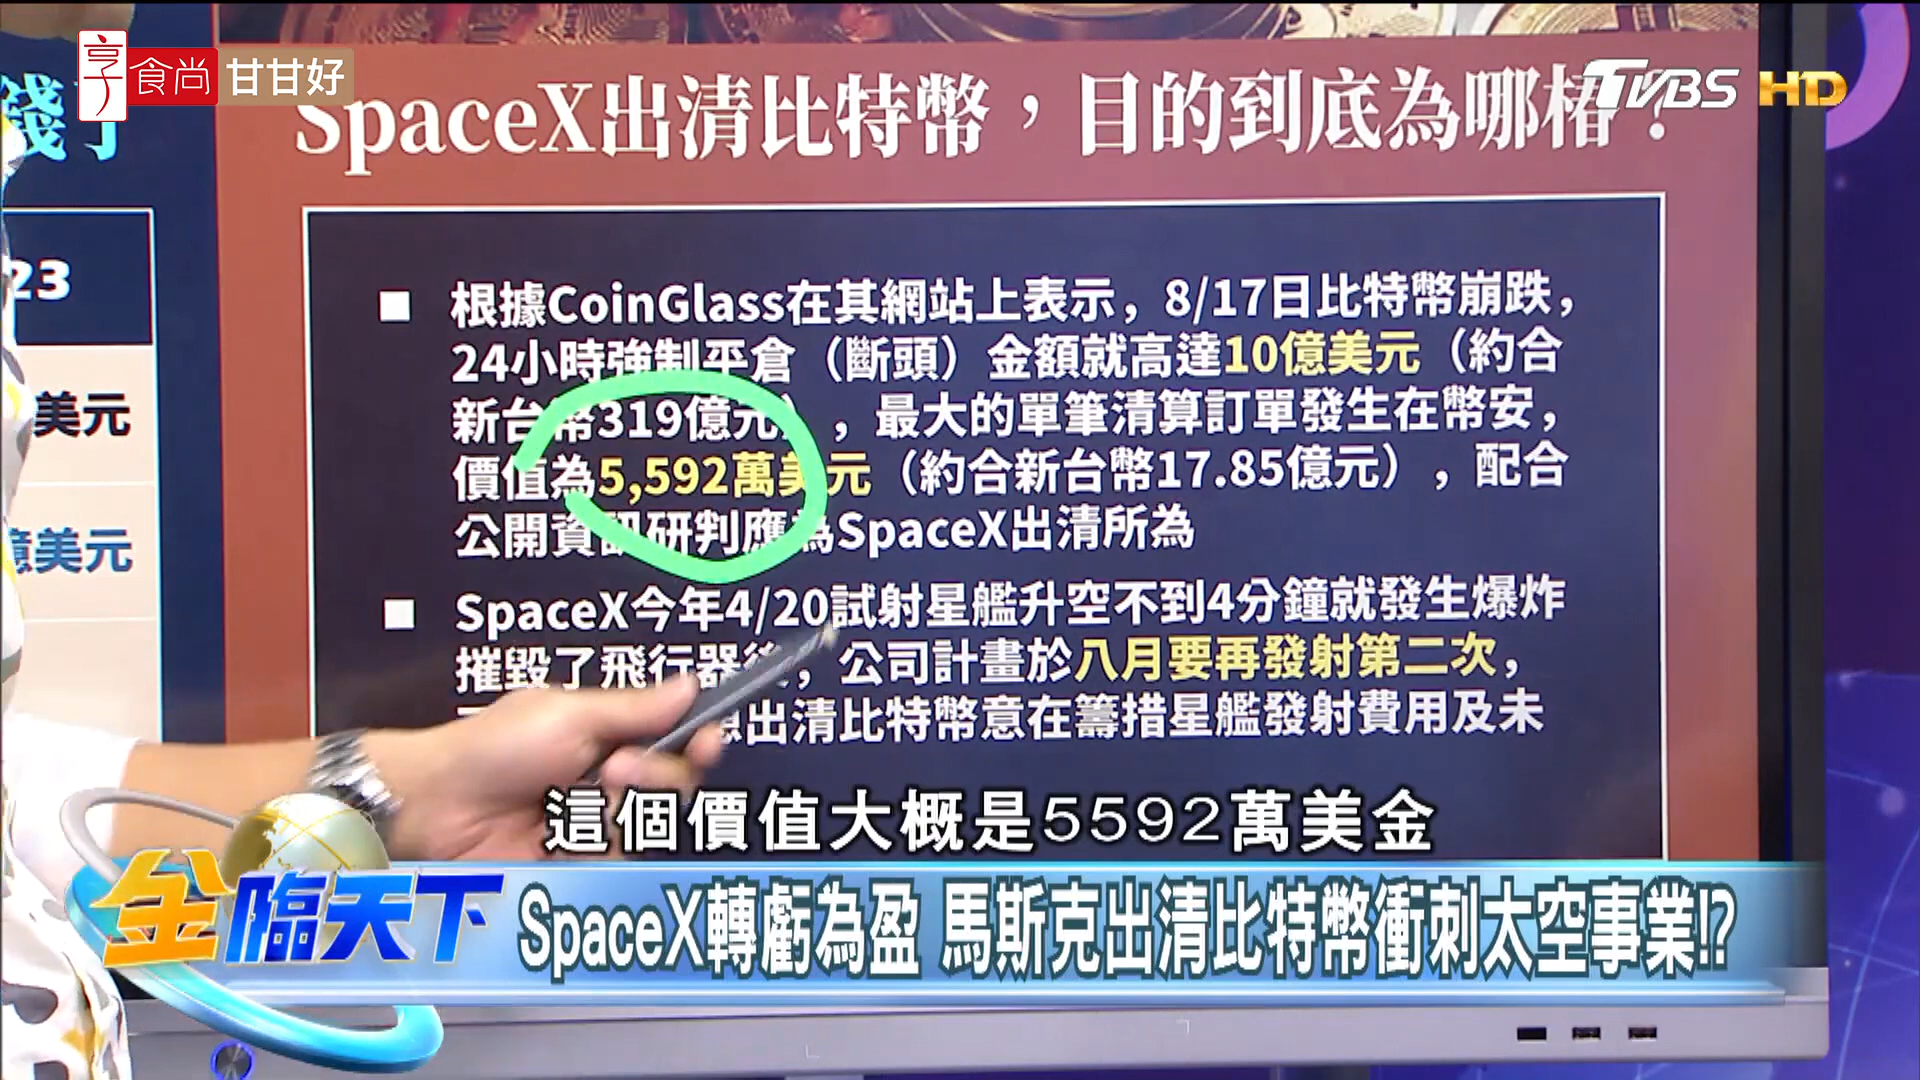 享 食尚 甘甘好
TVBS HD
錢
SpaceX出清比特幣，目的到底為哪樁？
23
美元
億美元
■ 根據CoinGlass在其網站上表示，8/17日比特幣崩跌，
24小時強制平倉（斷頭）金額就高達10億美元（約合
新台幣319億元），最大的單筆清算訂單發生在幣安，
價值為5,592萬美元（約合新台幣17.85億元），配合
公開資訊研判應為SpaceX出清所為
■ SpaceX今年4/20試射星艦升空不到4分鐘就發生爆炸
摧毀了飛行器後，公司計畫於八月要再發射第二次，
出清比特幣意在籌措星艦發射費用及未
這個價值大概是5592萬美金
金臨天下
SpaceX轉虧為盈 馬斯克出清比特幣衝刺太空事業!?